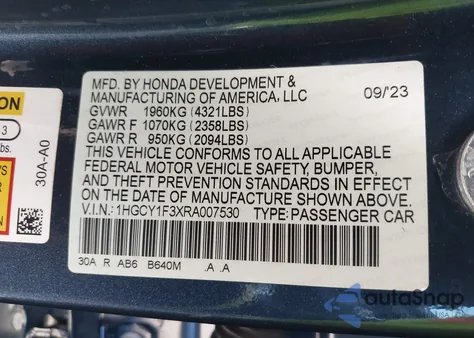 MFD. BY HONDA DEVELOPMENT &
MANUFACTURING OF AMERICA, LLC 09/23
GVWR 1960KG (4321LBS)
GAWR F 1070KG (2358LBS)
GAWR R 950KG (2094LBS)
THIS VEHICLE CONFORMS TO ALL APPLICABLE
FEDERAL MOTOR VEHICLE SAFETY, BUMPER,
AND THEFT PREVENTION STANDARDS IN EFFECT
ON THE DATE OF MANUFACTURE SHOWN ABOVE.
V.I.N.: 1HGCY1F3XRA007530 TYPE: PASSENGER CAR
30A R AB6 B640M .A .A
30A-A0
3
autoSnap